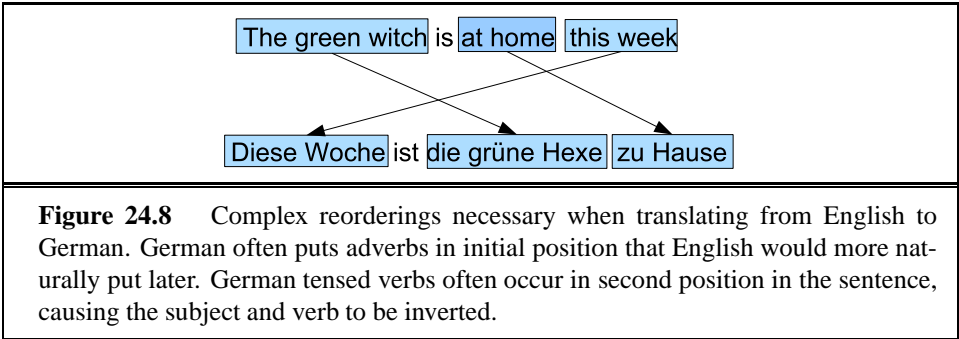 The green witch is at home this week
Diese Woche ist die grüne Hexe zu Hause
Figure 24.8 Complex reorderings necessary when translating from English to
German. German often puts adverbs in initial position that English would more nat-
urally put later. German tensed verbs often occur in second position in the sentence,
causing the subject and verb to be inverted.